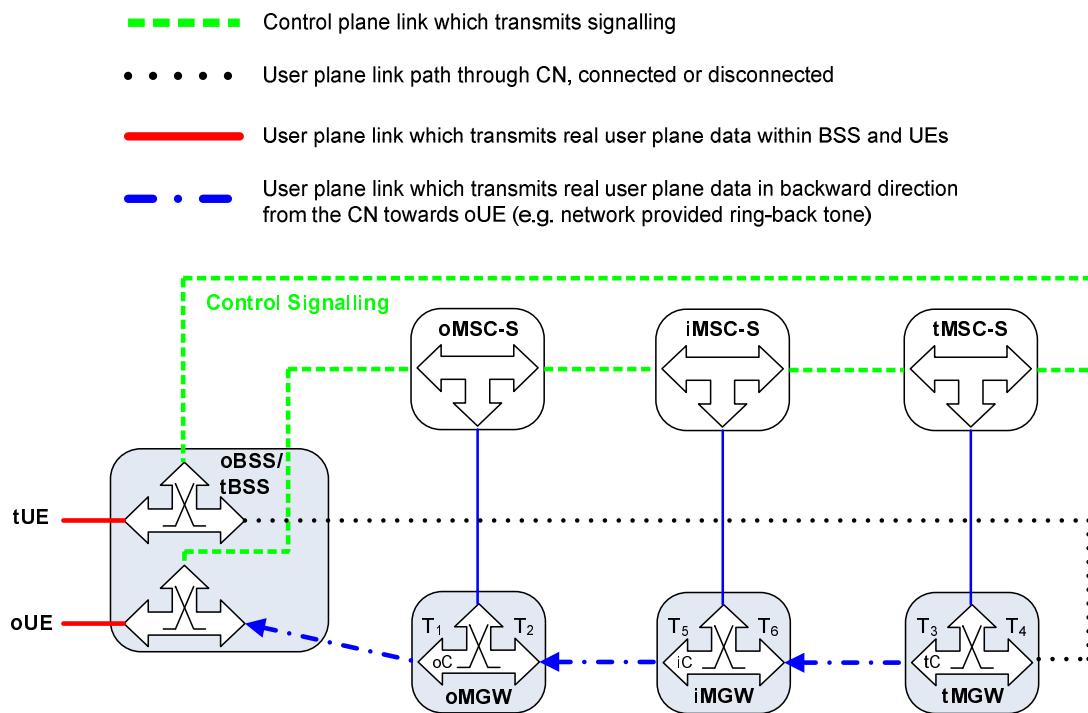 Control plane link which transmits signalling
User plane link path through CN, connected or disconnected
User plane link which transmits real user plane data within BSS and UEs
User plane link which transmits real user plane data in backward direction
from the CN towards oUE (e.g. network provided ring-back tone)
Control Signalling
oMSC-S
iMSC-S
tMSC-S
oBSS/
tBSS
tUE
oUE
T1 T2
oC
oMGW
T5 T6
iC
iMGW
T3 T4
tC
tMGW